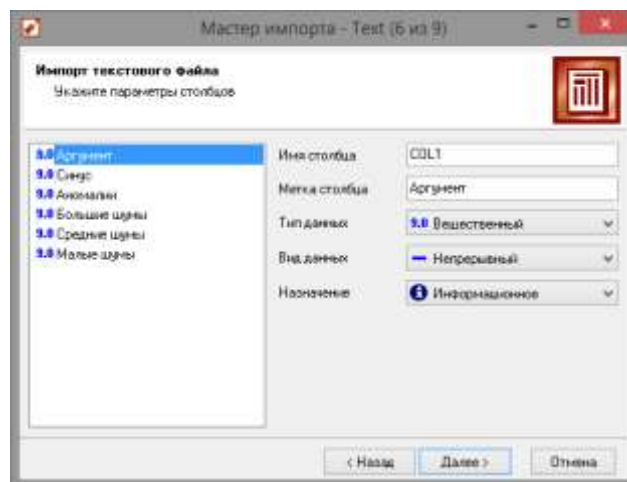 Мастер импорта - Text (6 из 9)
Импорт текстового файла
Укажите параметры столбцов
9.0 Аргумент
9.0 Синус
9.0 Аномалии
9.0 Большие шумы
9.0 Средние шумы
9.0 Малые шумы
Имя столбца COL1
Метка столбца Аргумент
Тип данных 9.0 Вещественный
Вид данных Непрерывный
Назначение Информационное
< Назад Далее > Отмена